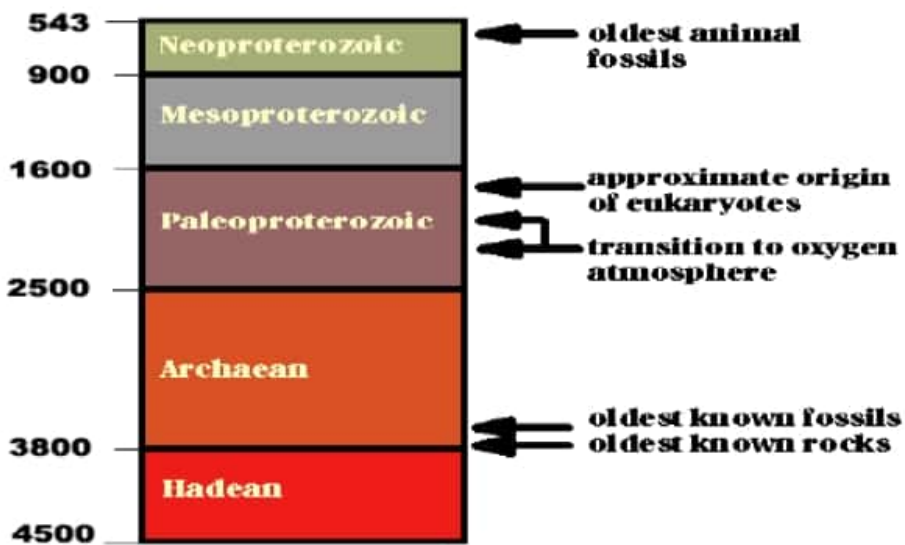 543
Neoproterozoic
oldest animal
fossils
900
Mesoproterozoic
1600
approximate origin
of eukaryotes
Paleoproterozoic
transition to oxygen
atmosphere
2500
Archaean
oldest known fossils
oldest known rocks
3800
Hadean
4500